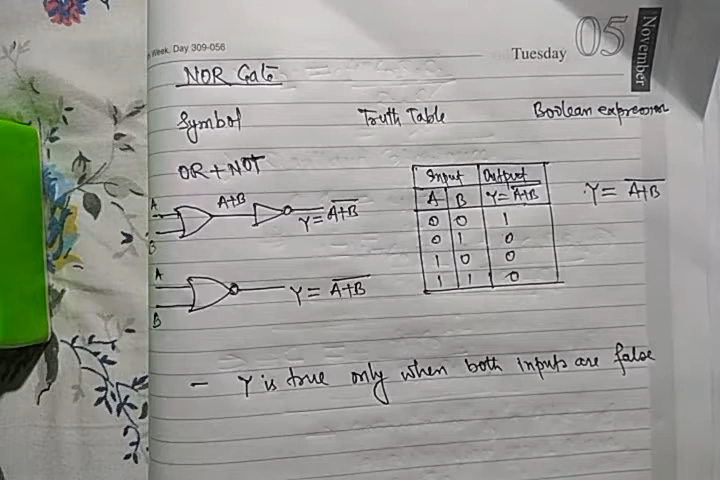 Week, Day 309-056
Tuesday 05 November
NOR Gate
Symbol Truth Table Boolean expression
OR + NOT
Input Output
A B Y = A̅+̅B̅
0 0 1
0 1 0
1 0 0
1 1 0
Y = A̅+̅B̅
A
B
A+B
Y = A̅+̅B̅
A
B
Y = A̅+̅B̅
- Y is true only when both inputs are false